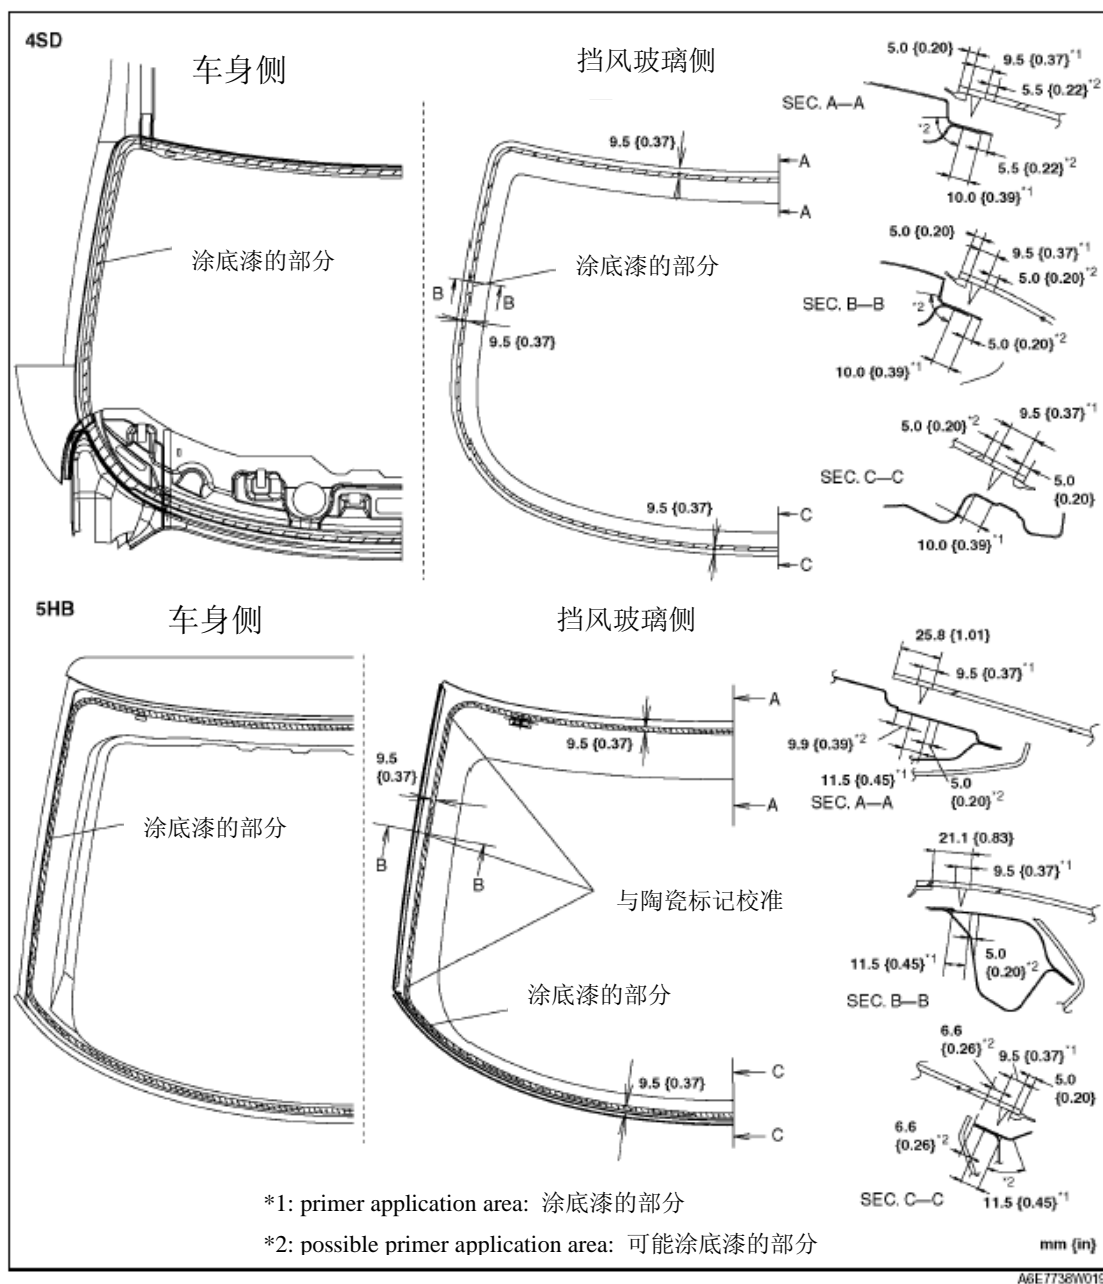 4SD
车身侧
挡风玻璃侧
5.0 {0.20}
9.5 {0.37}*1
5.5 {0.22}*2
SEC. A—A
*2
5.5 {0.22}*2
10.0 {0.39}*1
9.5 {0.37}
A
A
涂底漆的部分
涂底漆的部分
B
B
9.5 {0.37}
5.0 {0.20}
9.5 {0.37}*1
5.0 {0.20}*2
SEC. B—B
*2
5.0 {0.20}*2
10.0 {0.39}*1
9.5 {0.37}*1
5.0 {0.20}*2
SEC. C—C
5.0
{0.20}
10.0 {0.39}*1
9.5 {0.37}
C
C
5HB
车身侧
挡风玻璃侧
25.8 {1.01}
9.5 {0.37}*1
A
9.5 {0.37}
9.9 {0.39}*2
11.5 {0.45}*1
5.0
{0.20}*2
SEC. A—A
9.5
{0.37}
A
涂底漆的部分
B
B
21.1 {0.83}
9.5 {0.37}*1
与陶瓷标记校准
11.5 {0.45}*1
5.0
{0.20}*2
SEC. B—B
涂底漆的部分
6.6
{0.26}*2
9.5 {0.37}*1
5.0
{0.20}
C
9.5 {0.37}
6.6
{0.26}*2
C
*2
SEC. C—C
11.5 {0.45}*1
*1: primer application area: 涂底漆的部分
*2: possible primer application area: 可能涂底漆的部分
mm {in}
A6E7738W019